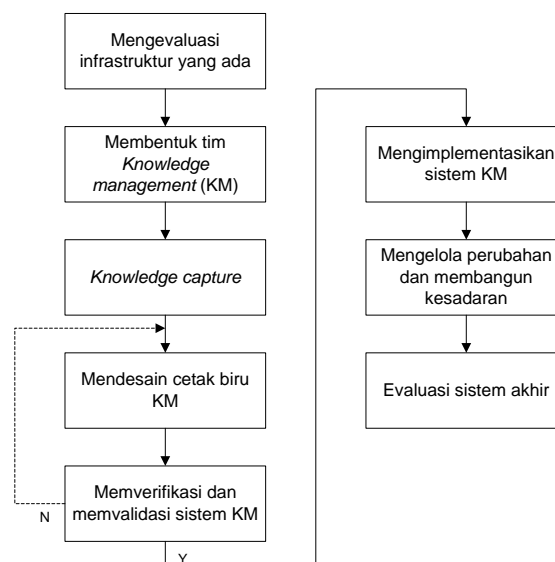 Mengevaluasi
infrastruktur yang ada
Membentuk tim
Knowledge
management (KM)
Knowledge capture
Mendesain cetak biru
KM
Memverifikasi dan
memvalidasi sistem KM
N
Y
Mengimplementasikan
sistem KM
Mengelola perubahan
dan membangun
kesadaran
Evaluasi sistem akhir